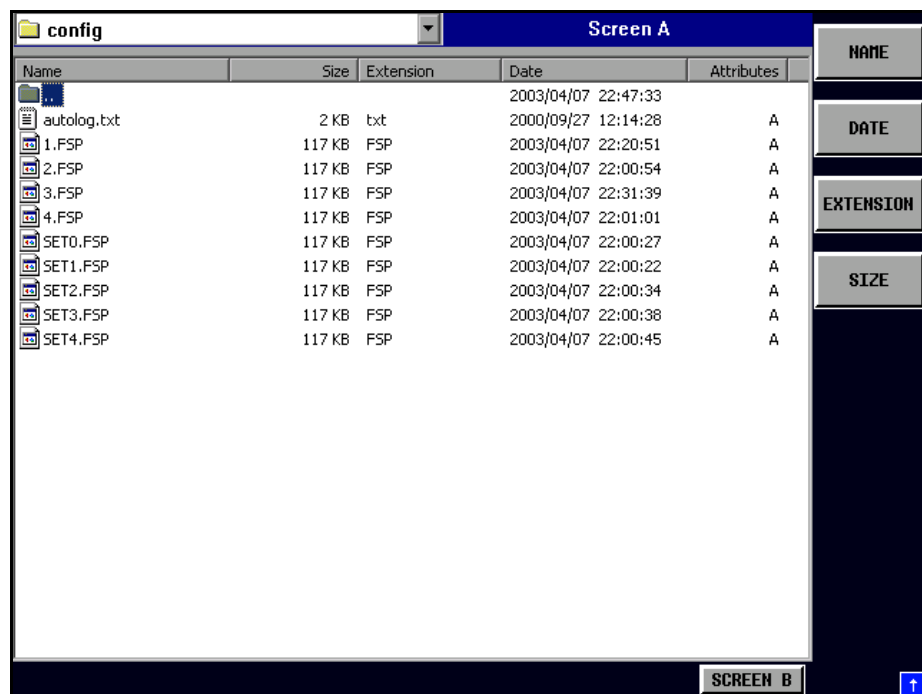 config Screen A
NAME
Name Size Extension Date Attributes
.. 2003/04/07 22:47:33
autolog.txt 2 KB txt 2000/09/27 12:14:28 A
DATE
1.FSP 117 KB FSP 2003/04/07 22:20:51 A
2.FSP 117 KB FSP 2003/04/07 22:00:54 A
3.FSP 117 KB FSP 2003/04/07 22:31:39 A
EXTENSION
4.FSP 117 KB FSP 2003/04/07 22:01:01 A
SET0.FSP 117 KB FSP 2003/04/07 22:00:27 A
SET1.FSP 117 KB FSP 2003/04/07 22:00:22 A
SIZE
SET2.FSP 117 KB FSP 2003/04/07 22:00:34 A
SET3.FSP 117 KB FSP 2003/04/07 22:00:38 A
SET4.FSP 117 KB FSP 2003/04/07 22:00:45 A
SCREEN B